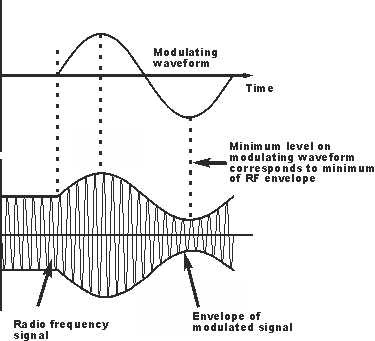 Modulating
waveform
Time
Minimum level on
modulating waveform
corresponds to minimum
of RF envelope
Radio frequency
signal
Envelope of
modulated signal